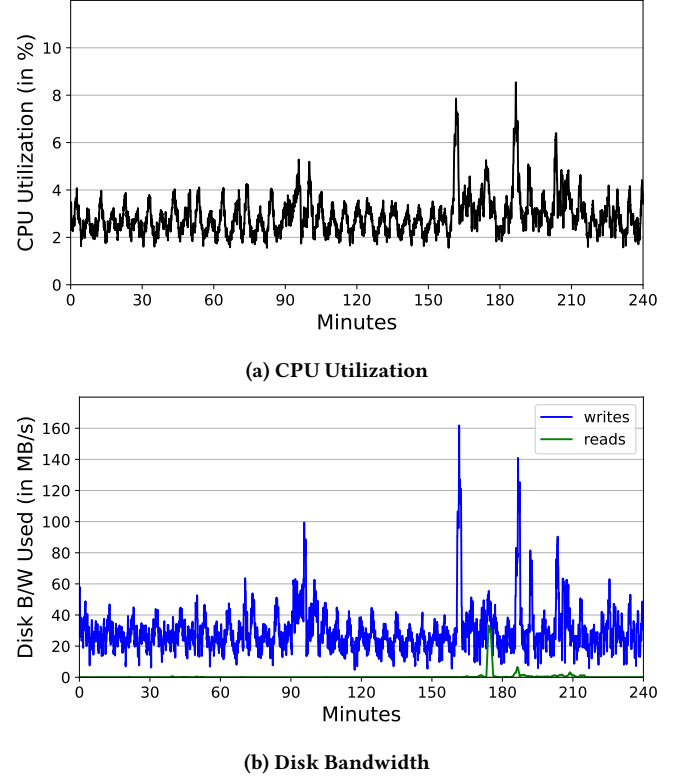 CPU Utilization (in %)
10
8
6
4
2
0
0 30 60 90 120 150 180 210 240
Minutes
(a) CPU Utilization
Disk B/W Used (in MB/s)
writes
reads
160
140
120
100
80
60
40
20
0
0 30 60 90 120 150 180 210 240
Minutes
(b) Disk Bandwidth